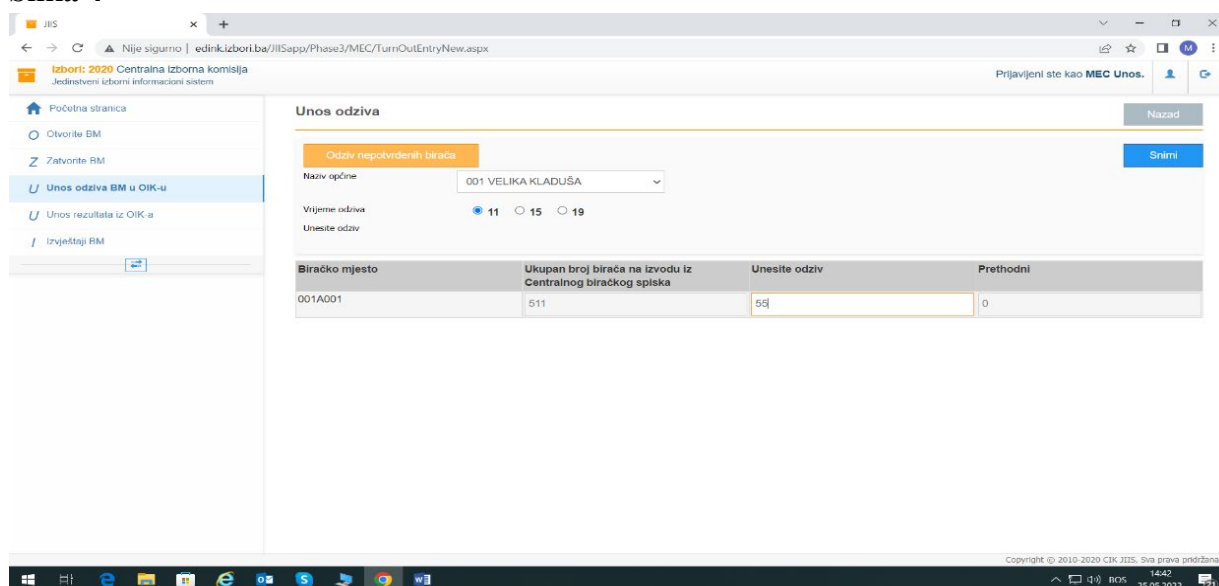 JIIS
Nije sigurno | edink.izbori.ba/JIISapp/Phase3/MEC/TurnOutEntryNew.aspx
M
Izbori: 2020 Centralna Izborna komisija
Jedinstveni izborni informacioni sistem
Prijavljeni ste kao MEC Unos.
Početna stranica
O Otvorite BM
Z Zatvorite BM
U Unos odziva BM u OIK-u
U Unos rezultata iz OIK-a
I Izvještaji BM
Unos odziva
Nazad
Odziv nepotvrđenih birača
Snimi
Naziv općine
001 VELIKA KLADUŠA
Vrijeme odziva
11 15 19
Unesite odziv
Biračko mjesto
Ukupan broj birača na izvodu iz
Centralnog biračkog spiska
Unesite odziv
Prethodni
001A001
511
55
0
Copyright © 2010-2020 CIK JIIS. Sva prava pridržana
BOS
14:42